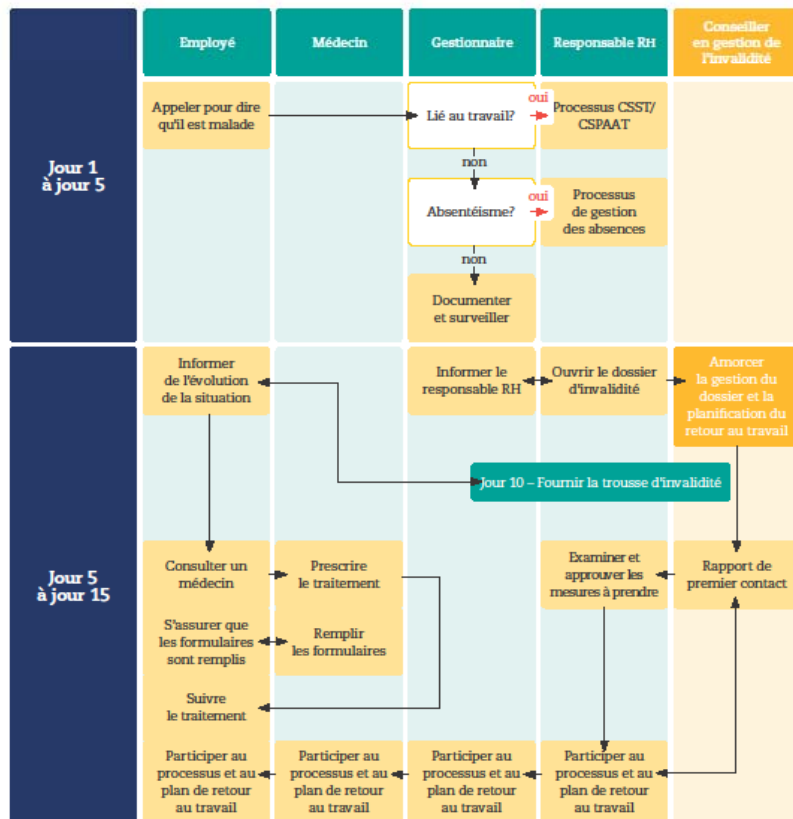 Employé
Médecin
Gestionnaire
Responsable RH
Conseiller
en gestion de
l'invalidité
Jour 1
à jour 5
Appeler pour dire
qu'il est malade
Lié au travail?
oui
Processus CSST/
CSPAAT
non
Absentéisme?
oui
Processus
de gestion
des absences
non
Documenter
et surveiller
Jour 5
à jour 15
Informer
de l'évolution
de la situation
Informer le
responsable RH
Ouvrir le dossier
d'invalidité
Amorcer
la gestion du
dossier et la
planification du
retour au travail
Jour 10 – Fournir la trousse d'invalidité
Consulter un
médecin
Prescrire
le traitement
Examiner et
approuver les
mesures à prendre
Rapport de
premier contact
S'assurer que
les formulaires
sont remplis
Remplir
les formulaires
Suivre
le traitement
Participer au
processus et au
plan de retour
au travail
Participer au
processus et au
plan de retour
au travail
Participer au
processus et au
plan de retour
au travail
Participer au
processus et au
plan de retour
au travail